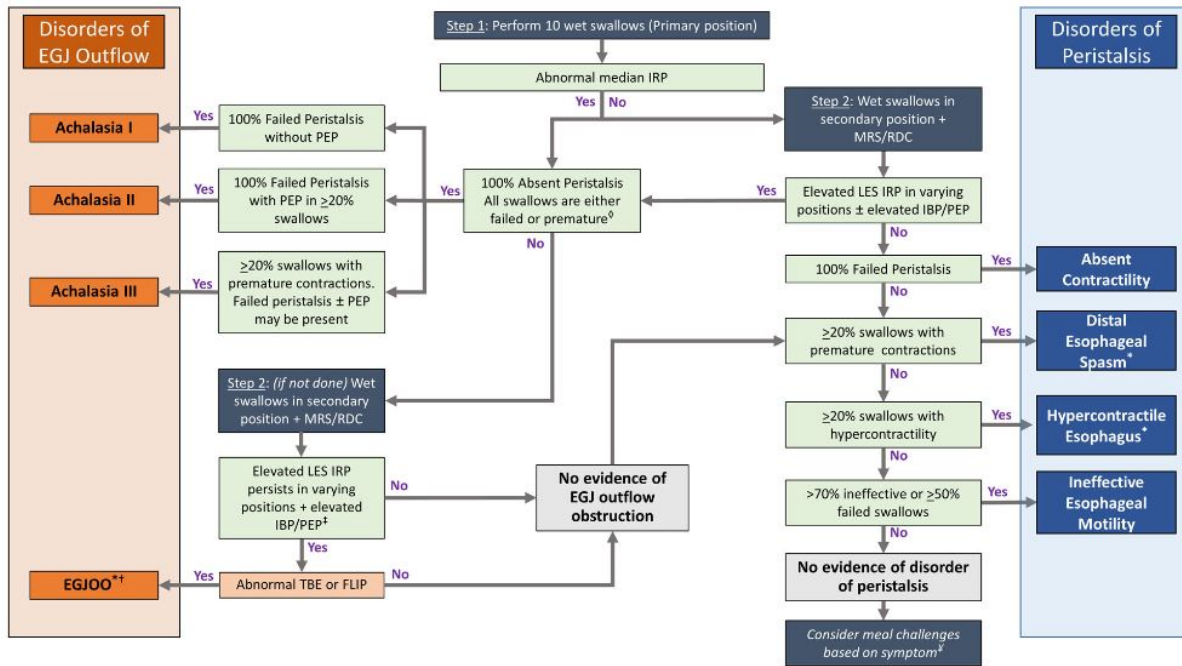 Disorders of
EGJ Outflow
Step 1: Perform 10 wet swallows (Primary position)
Disorders of
Peristalsis
Abnormal median IRP
Yes
No
Step 2: Wet swallows in
secondary position +
MRS/RDC
Achalasia I
Yes
100% Failed Peristalsis
without PEP
Achalasia II
Yes
100% Failed Peristalsis
with PEP in ≥20%
swallows
Yes
100% Absent Peristalsis
All swallows are either
failed or premature◊
Yes
Elevated LES IRP in varying
positions ± elevated IBP/PEP
No
No
Achalasia III
Yes
≥20% swallows with
premature contractions.
Failed peristalsis ± PEP
may be present
100% Failed Peristalsis
Yes
Absent
Contractility
No
≥20% swallows with
premature contractions
Yes
Distal
Esophageal
Spasm*
No
Step 2: (if not done) Wet
swallows in secondary
position + MRS/RDC
≥20% swallows with
hypercontractility
Yes
Hypercontractile
Esophagus+
No
Elevated LES IRP
persists in varying
positions + elevated
IBP/PEP‡
No
No evidence of
EGJ outflow
obstruction
>70% ineffective or ≥50%
failed swallows
Yes
Ineffective
Esophageal
Motility
Yes
No
EGJOO*†
Yes
Abnormal TBE or FLIP
No
No evidence of disorder
of peristalsis
Consider meal challenges
based on symptom¥